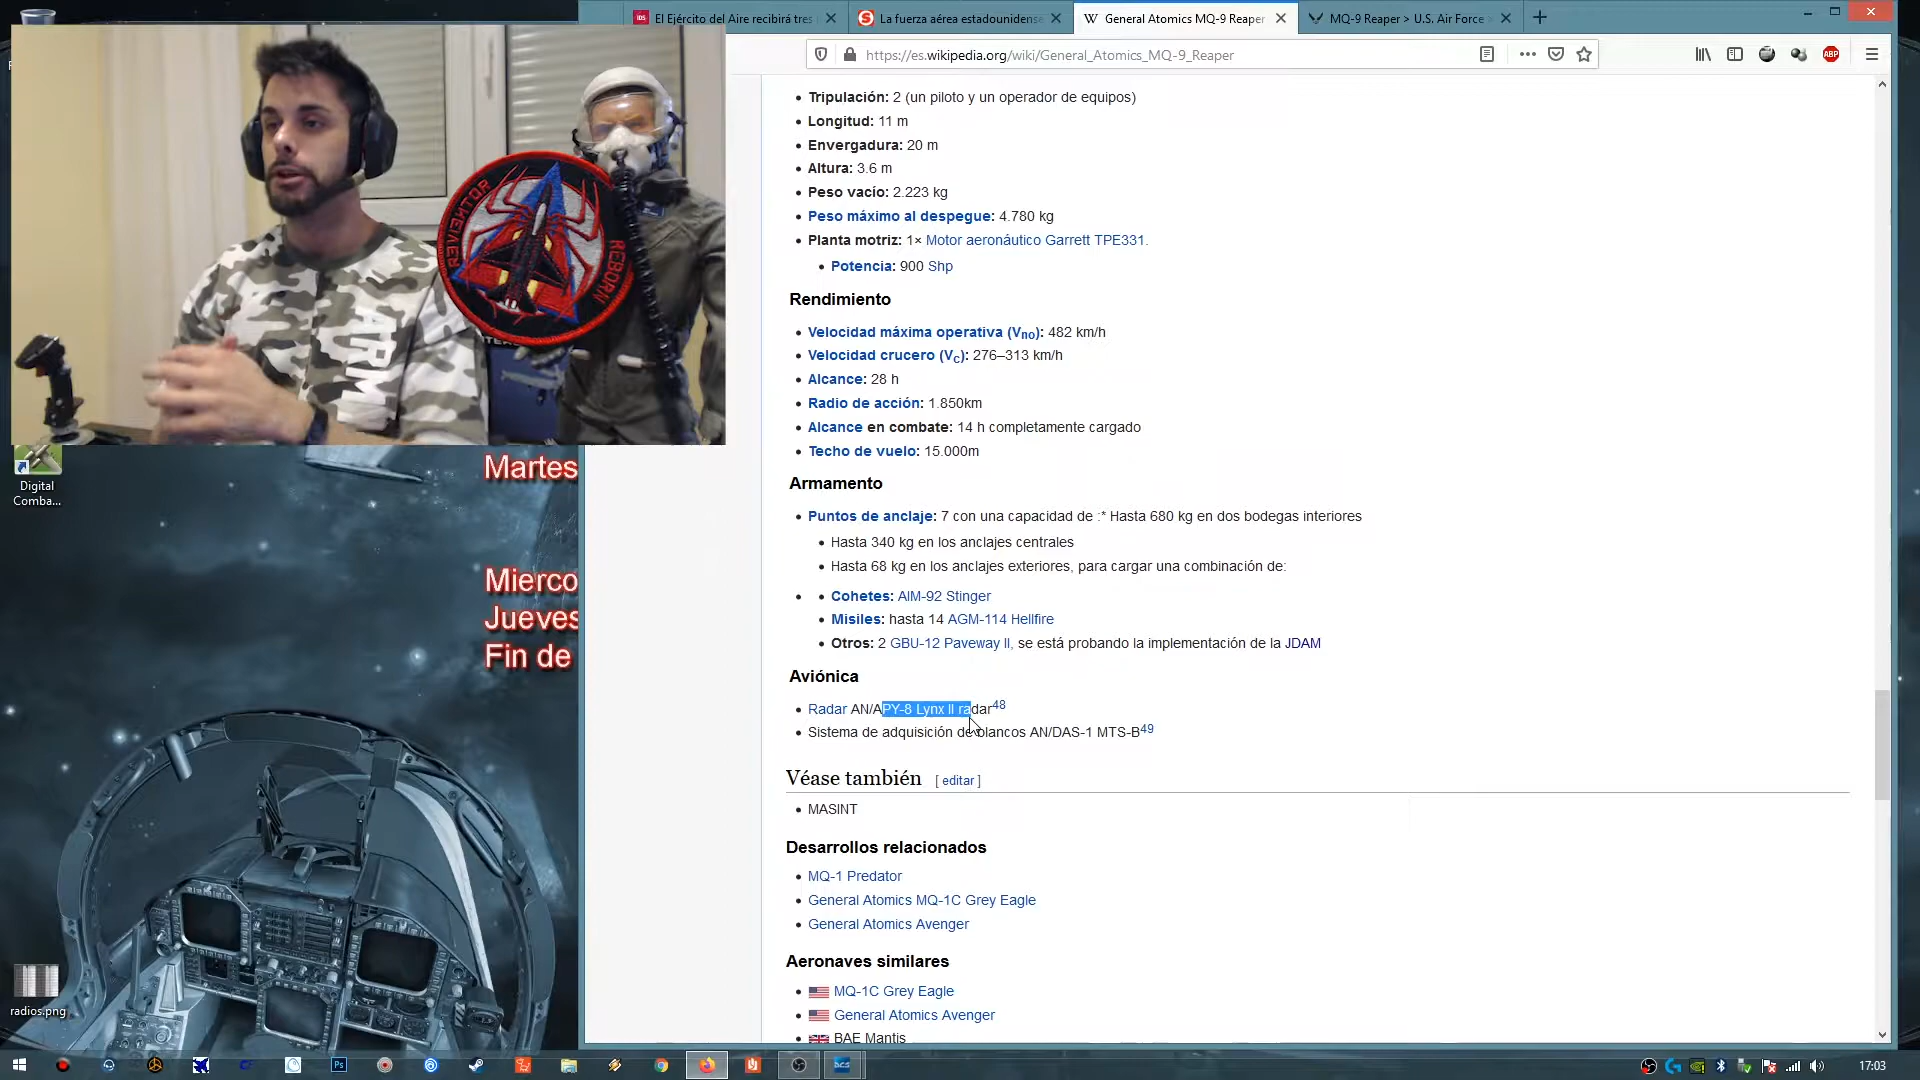 El Ejército del Aire recibirá tres
La fuerza aérea estadounidense
General Atomics MQ-9 Reaper
MQ-9 Reaper > U.S. Air Force >
https://es.wikipedia.org/wiki/General_Atomics_MQ-9_Reaper
ABP
REVIENTOR
REBORN
ARM
Tripulación: 2 (un piloto y un operador de equipos)
Longitud: 11 m
Envergadura: 20 m
Altura: 3.6 m
Peso vacío: 2.223 kg
Peso máximo al despegue: 4.780 kg
Planta motriz: 1× Motor aeronáutico Garrett TPE331.
Potencia: 900 Shp
Rendimiento
Velocidad máxima operativa (Vno): 482 km/h
Velocidad crucero (Vc): 276–313 km/h
Alcance: 28 h
Radio de acción: 1.850km
Alcance en combate: 14 h completamente cargado
Techo de vuelo: 15.000m
Armamento
Puntos de anclaje: 7 con una capacidad de :* Hasta 680 kg en dos bodegas interiores
Hasta 340 kg en los anclajes centrales
Hasta 68 kg en los anclajes exteriores, para cargar una combinación de:
Cohetes: AIM-92 Stinger
Misiles: hasta 14 AGM-114 Hellfire
Otros: 2 GBU-12 Paveway II, se está probando la implementación de la JDAM
Aviónica
Radar AN/APY-8 Lynx II radar48
Sistema de adquisición de blancos AN/DAS-1 MTS-B49
Véase también [ editar ]
MASINT
Desarrollos relacionados
MQ-1 Predator
General Atomics MQ-1C Grey Eagle
General Atomics Avenger
Aeronaves similares
MQ-1C Grey Eagle
General Atomics Avenger
BAE Mantis
Digital
Comba...
Martes
Mierco
Jueves
Fin de
radios.png
Ps
DCS
17:03